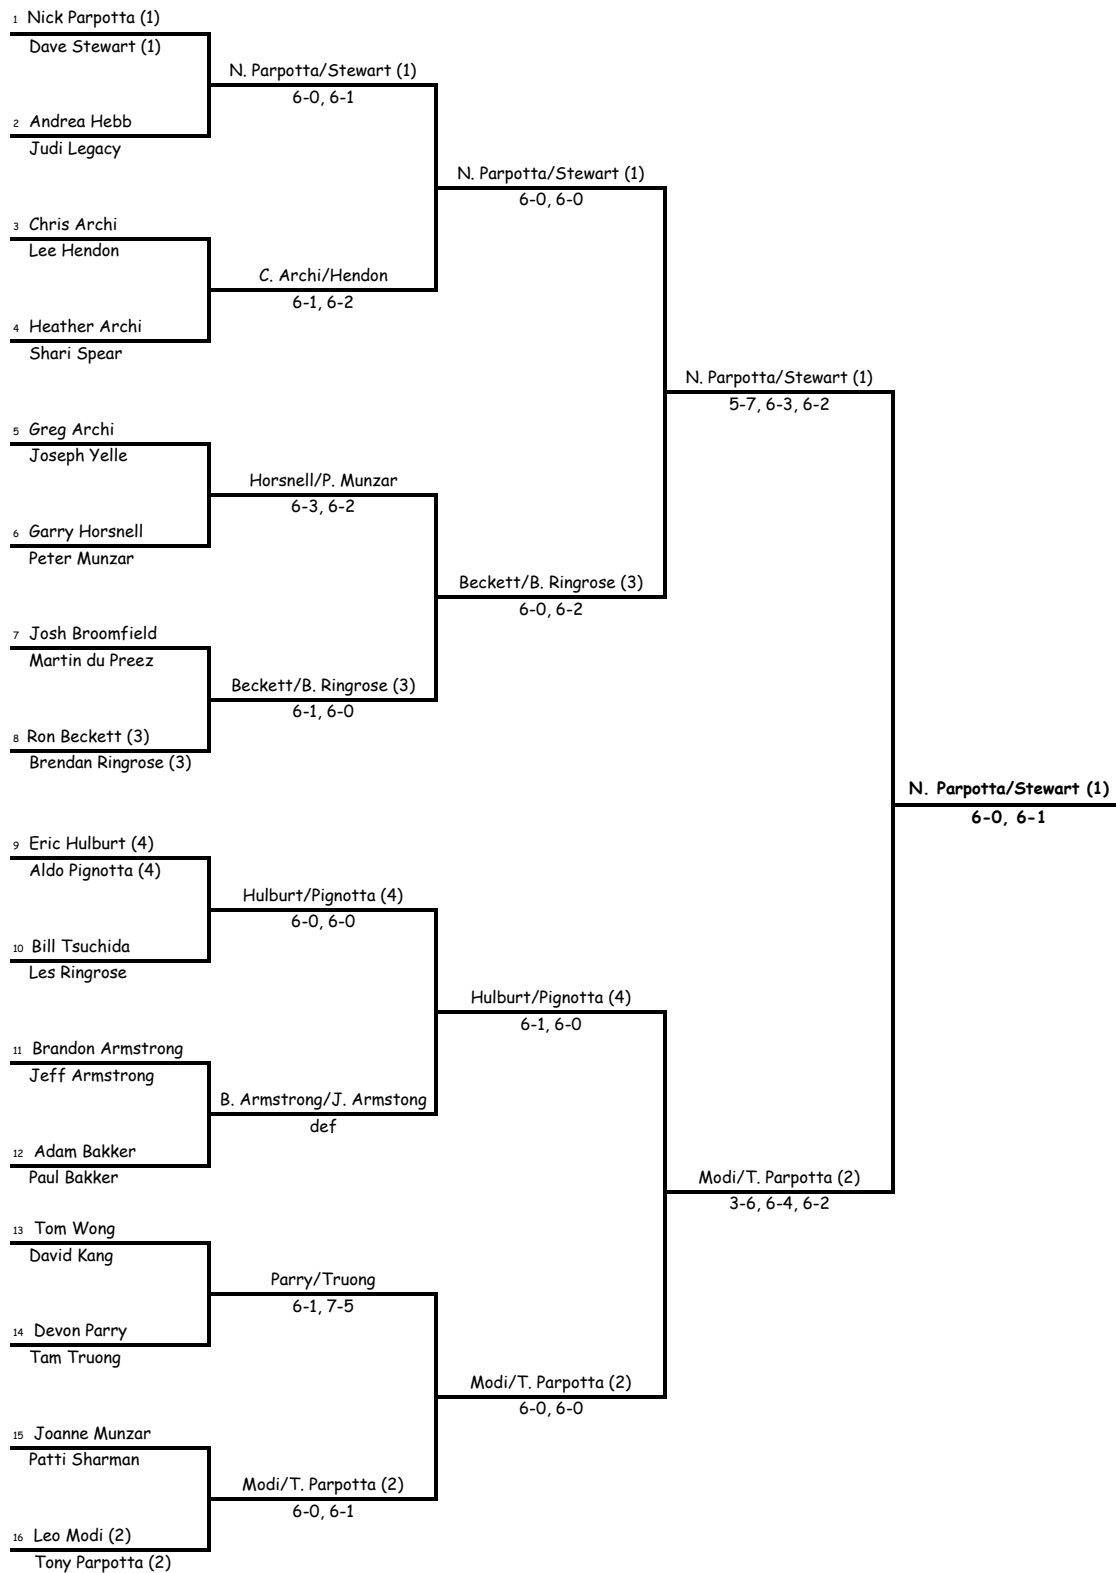 1 Nick Parpotta (1)
Dave Stewart (1)
N. Parpotta/Stewart (1)
6-0, 6-1
2 Andrea Hebb
Judi Legacy
N. Parpotta/Stewart (1)
6-0, 6-0
3 Chris Archi
Lee Hendon
C. Archi/Hendon
6-1, 6-2
4 Heather Archi
Shari Spear
N. Parpotta/Stewart (1)
5-7, 6-3, 6-2
5 Greg Archi
Joseph Yelle
Horsnell/P. Munzar
6-3, 6-2
6 Garry Horsnell
Peter Munzar
Beckett/B. Ringrose (3)
6-0, 6-2
7 Josh Broomfield
Martin du Preez
Beckett/B. Ringrose (3)
6-1, 6-0
8 Ron Beckett (3)
Brendan Ringrose (3)
N. Parpotta/Stewart (1)
6-0, 6-1
9 Eric Hulburt (4)
Aldo Pignotta (4)
Hulburt/Pignotta (4)
6-0, 6-0
10 Bill Tsuchida
Les Ringrose
Hulburt/Pignotta (4)
6-1, 6-0
11 Brandon Armstrong
Jeff Armstrong
B. Armstrong/J. Armstong
def
12 Adam Bakker
Paul Bakker
Modi/T. Parpotta (2)
3-6, 6-4, 6-2
13 Tom Wong
David Kang
Parry/Truong
6-1, 7-5
14 Devon Parry
Tam Truong
Modi/T. Parpotta (2)
6-0, 6-0
15 Joanne Munzar
Patti Sharman
Modi/T. Parpotta (2)
6-0, 6-1
16 Leo Modi (2)
Tony Parpotta (2)